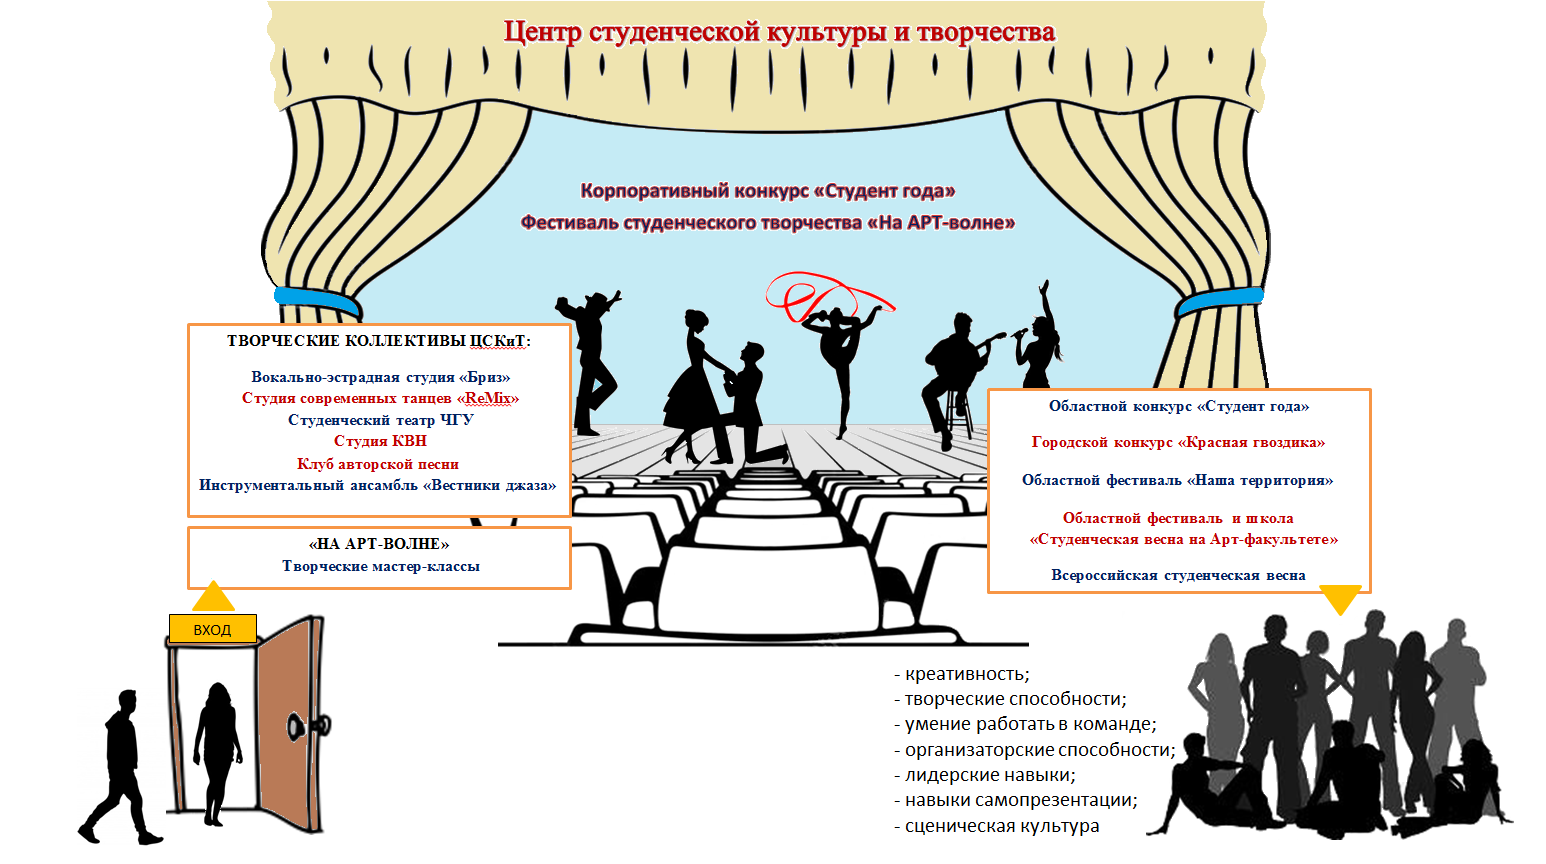 Центр студенческой культуры и творчества
Корпоративный конкурс «Студент года»
Фестиваль студенческого творчества «На АРТ-волне»
ТВОРЧЕСКИЕ КОЛЛЕКТИВЫ ЦСКиТ:
Вокально-эстрадная студия «Бриз»
Студия современных танцев «ReMix»
Студенческий театр ЧГУ
Студия КВН
Клуб авторской песни
Инструментальный ансамбль «Вестники джаза»
«НА АРТ-ВОЛНЕ»
Творческие мастер-классы
ВХОД
Областной конкурс «Студент года»
Городской конкурс «Красная гвоздика»
Областной фестиваль «Наша территория»
Областной фестиваль и школа
«Студенческая весна на Арт-факультете»
Всероссийская студенческая весна
- креативность;
- творческие способности;
- умение работать в команде;
- организаторские способности;
- лидерские навыки;
- навыки самопрезентации;
- сценическая культура